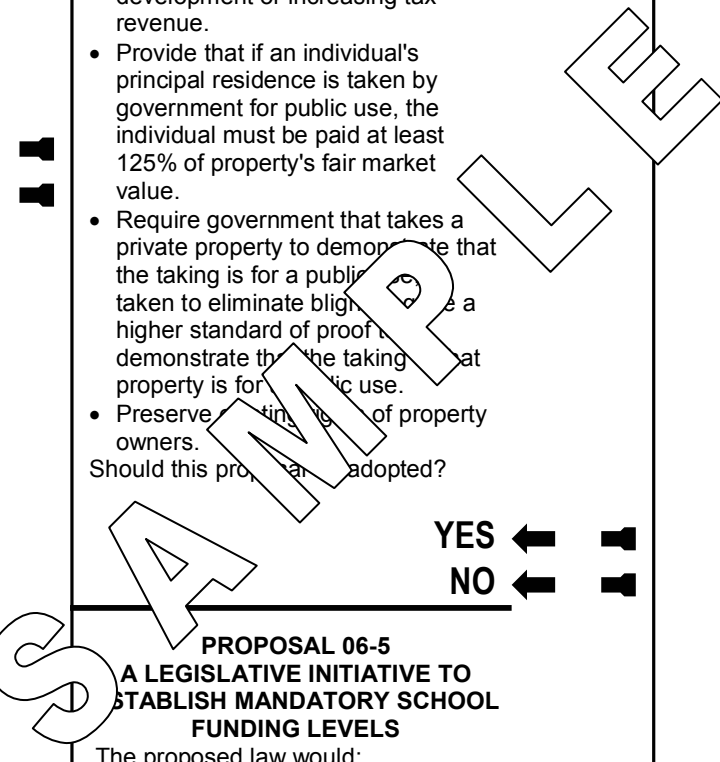 development or increasing tax
revenue.
• Provide that if an individual's
principal residence is taken by
government for public use, the
individual must be paid at least
125% of property's fair market
value.
• Require government that takes a
private property to demonstrate that
the taking is for a public
taken to eliminate a
higher standard of proof
demonstrate the taking
property is for use.
• Preserve of property
owners.
Should this adopted?
YES
NO
PROPOSAL 06-5
A LEGISLATIVE INITIATIVE TO
ESTABLISH MANDATORY SCHOOL
FUNDING LEVELS
The proposed law would:
SAMPLE